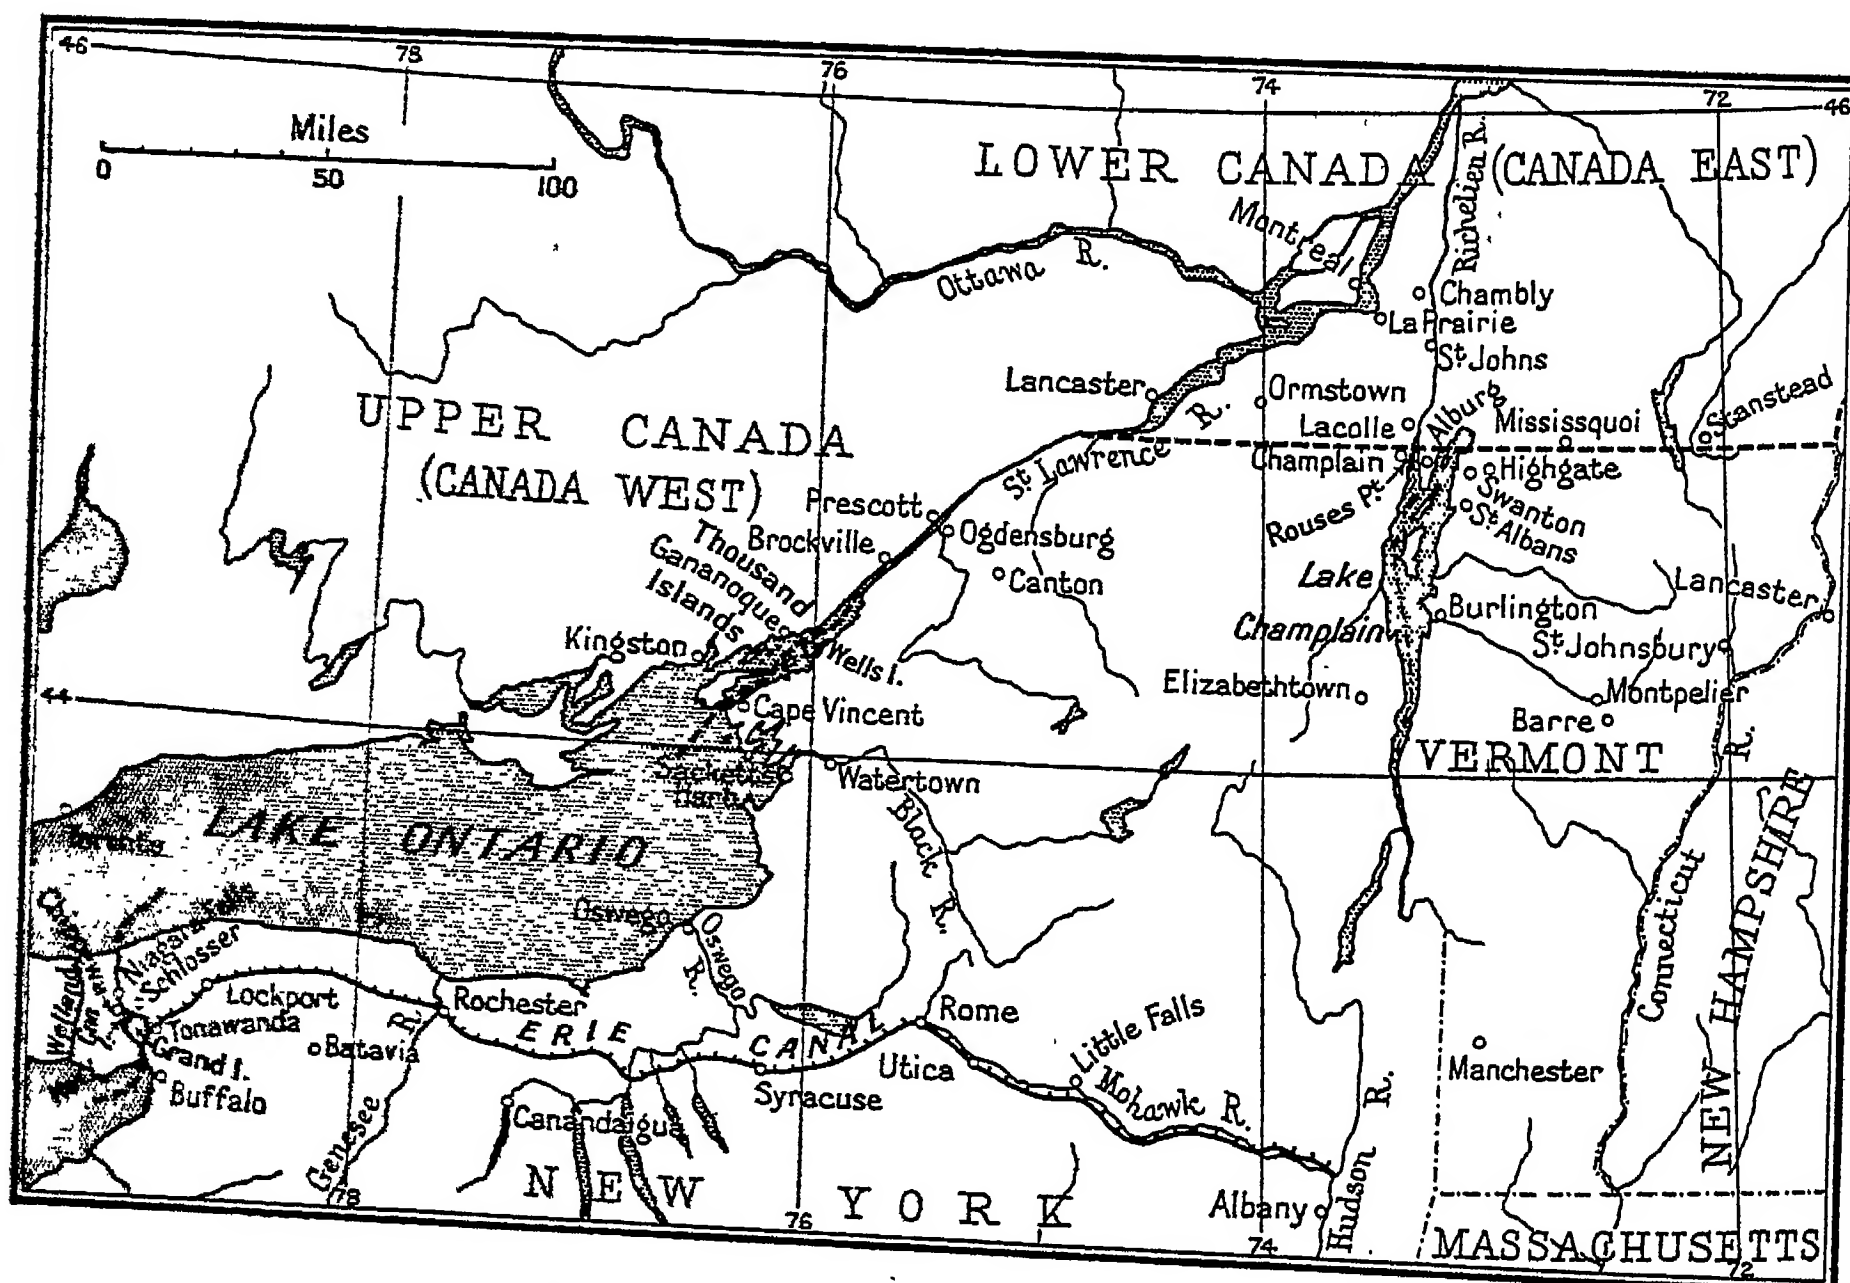 46
78
76
74
72
46
Miles
0
50
100
LOWER CANADA (CANADA EAST)
Richelieu R.
Montreal
Ottawa R.
Chambly
La Prairie
St. Johns
Lancaster
Ormstown
UPPER CANADA
(CANADA WEST)
St. Lawrence R.
Lacolle
Alburg
Mississquoi
Stanstead
Champlain
Highgate
Rouses Pt.
Swanton
St. Albans
Prescott
Brockville
Ogdensburg
Canton
Thousand
Islands
Gananoque
Kingston
Wells I.
Lake
Champlain
Burlington
Lancaster
St. Johnsbury
Elizabethtown
Montpelier
Barre
44
Cape Vincent
VERMONT
Sacketts
Harb.
Watertown
Black R.
LAKE ONTARIO
Toronto
Oswego
Oswego R.
Connecticut R.
NEW HAMPSHIRE
Niagara Falls
Schlosser
Welland
Lockport
Rochester
ERIE CANAL
Rome
Little Falls
Tonawanda
Grand I.
Batavia
Buffalo
Genesee R.
Canandaigua
Syracuse
Utica
Mohawk R.
Manchester
NEW YORK
Albany
Hudson R.
MASSACHUSETTS
78
76
74
72